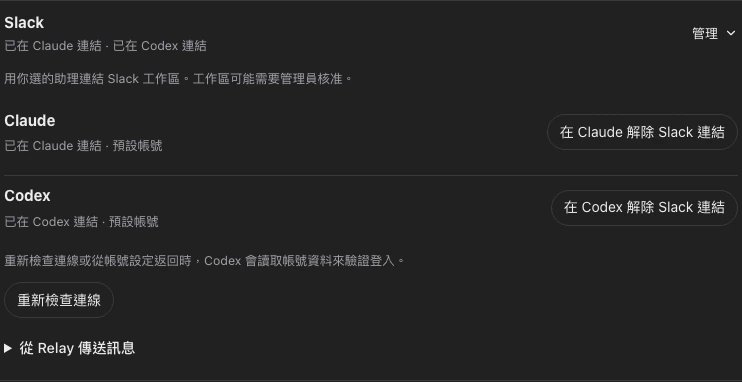 Slack
已在 Claude 連結 · 已在 Codex 連結
管理
用你選的助理連結 Slack 工作區。工作區可能需要管理員核准。
Claude
已在 Claude 連結 · 預設帳號
在 Claude 解除 Slack 連結
Codex
已在 Codex 連結 · 預設帳號
在 Codex 解除 Slack 連結
重新檢查連線或從帳號設定返回時，Codex 會讀取帳號資料來驗證登入。
重新檢查連線
從 Relay 傳送訊息